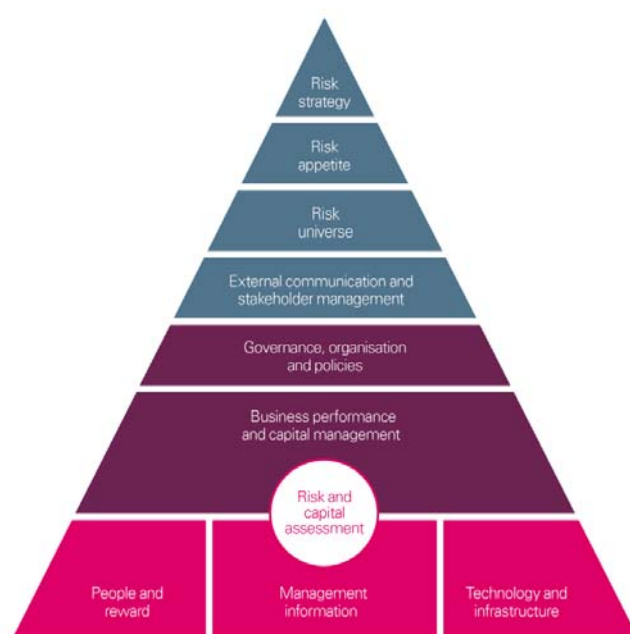 Risk
strategy
Risk
appetite
Risk
universe
External communication and
stakeholder management
Governance, organisation
and policies
Business performance
and capital management
Risk and
capital
assessment
People and
reward
Management
information
Technology and
infrastructure